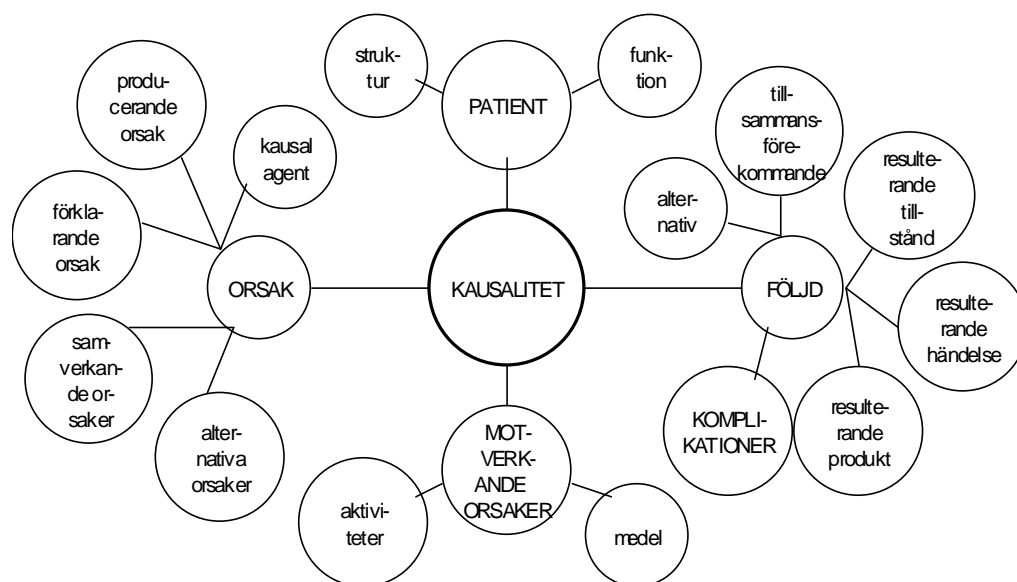 struk-
tur
funk-
tion
PATIENT
produ-
cerande
orsak
kausal
agent
förkla-
rande
orsak
ORSAK
sam-
verkan-
de or-
saker
alter-
nativa
orsaker
KAUSALITET
till-
sammans-
före-
kommande
alter-
nativ
resulte-
rande
till-
stånd
FÖLJD
resulte-
rande
händelse
KOMPLI-
KATIONER
resulte-
rande
produkt
MOT-
VERK-
ANDE
ORSAKER
aktivi-
teter
medel